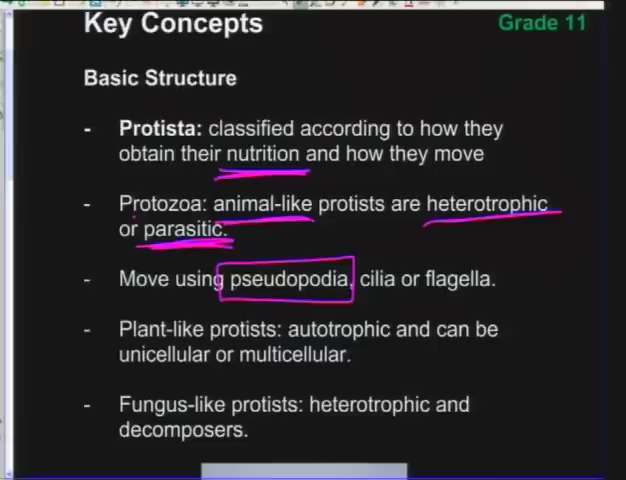 Key Concepts
Grade 11
Basic Structure
- Protista: classified according to how they
obtain their nutrition and how they move
- Protozoa: animal-like protists are heterotrophic
or parasitic.
- Move using pseudopodia, cilia or flagella.
- Plant-like protists: autotrophic and can be
unicellular or multicellular.
- Fungus-like protists: heterotrophic and
decomposers.